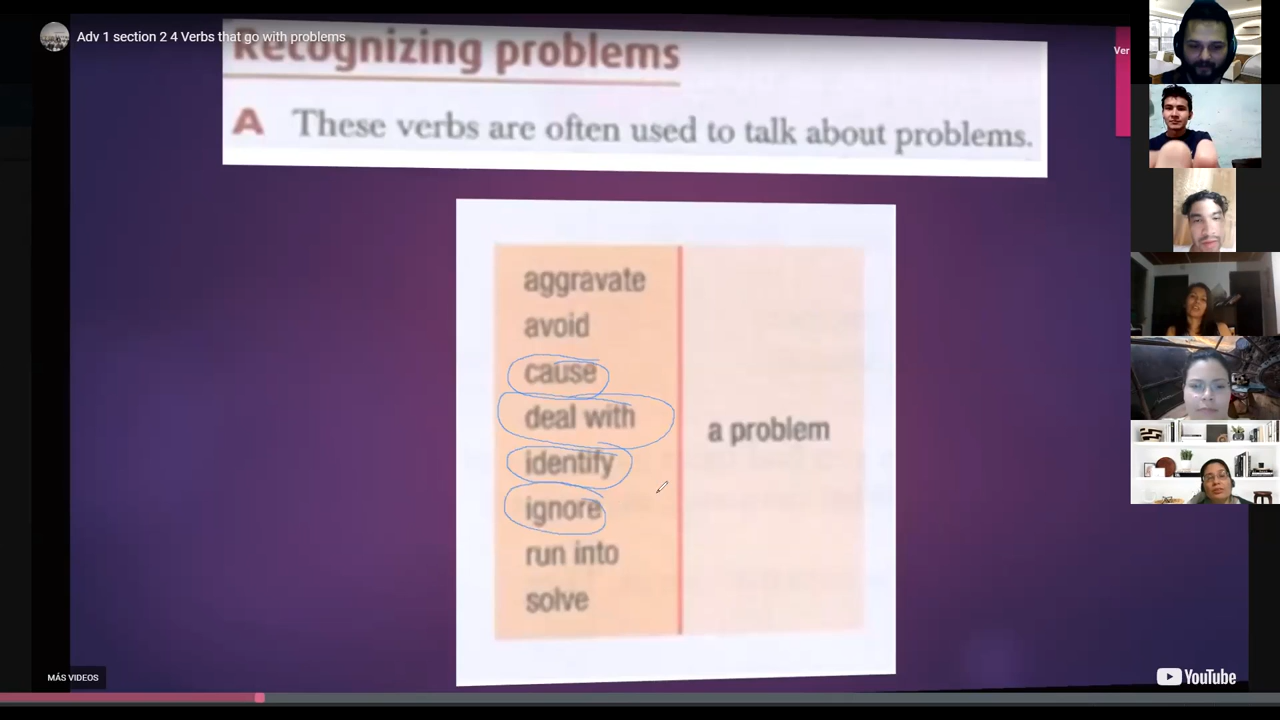 Adv 1 section 2 4 Verbs that go with problems
Ver
Recognizing problems
A These verbs are often used to talk about problems.
aggravate
avoid
cause
deal with
identify
ignore
run into
solve
a problem
MÁS VIDEOS
YouTube